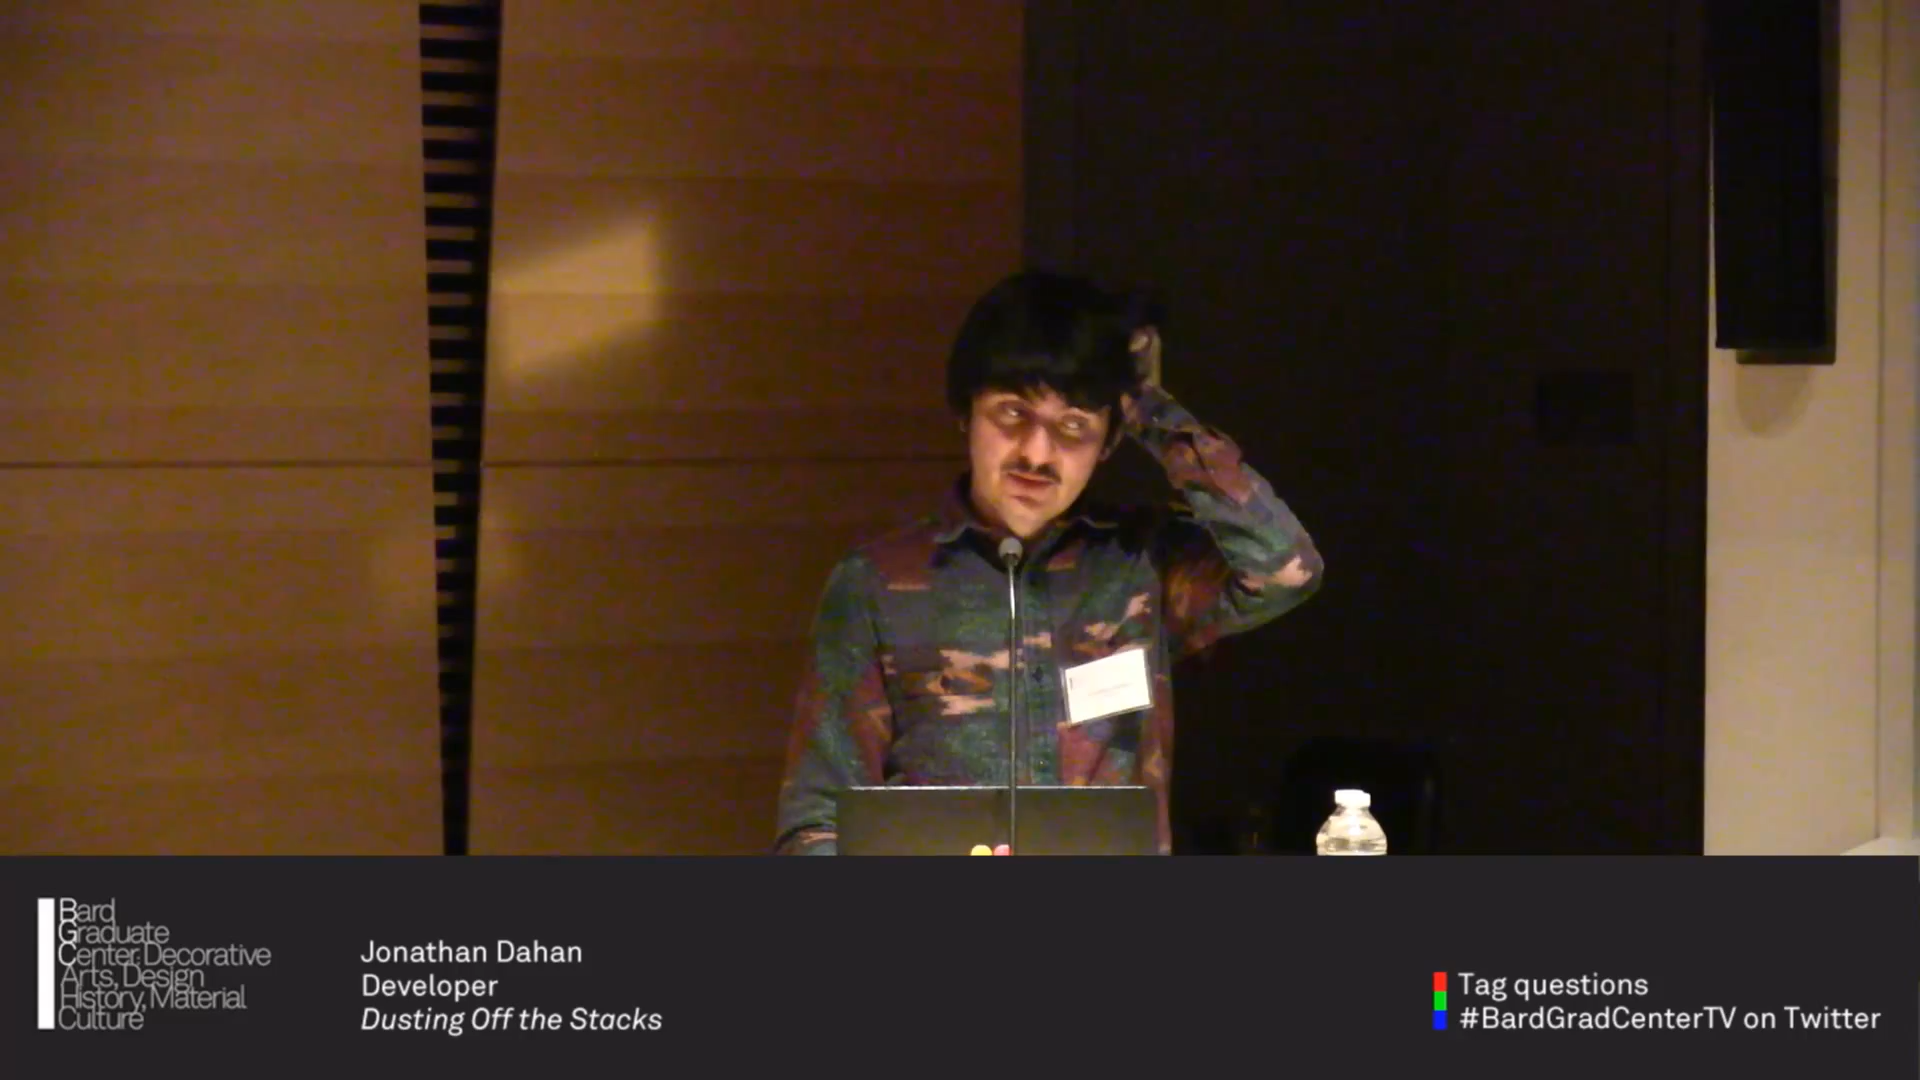 Bard
Graduate
Center: Decorative
Arts, Design
History, Material
Culture
Jonathan Dahan
Developer
Dusting Off the Stacks
Tag questions
#BardGradCenterTV on Twitter